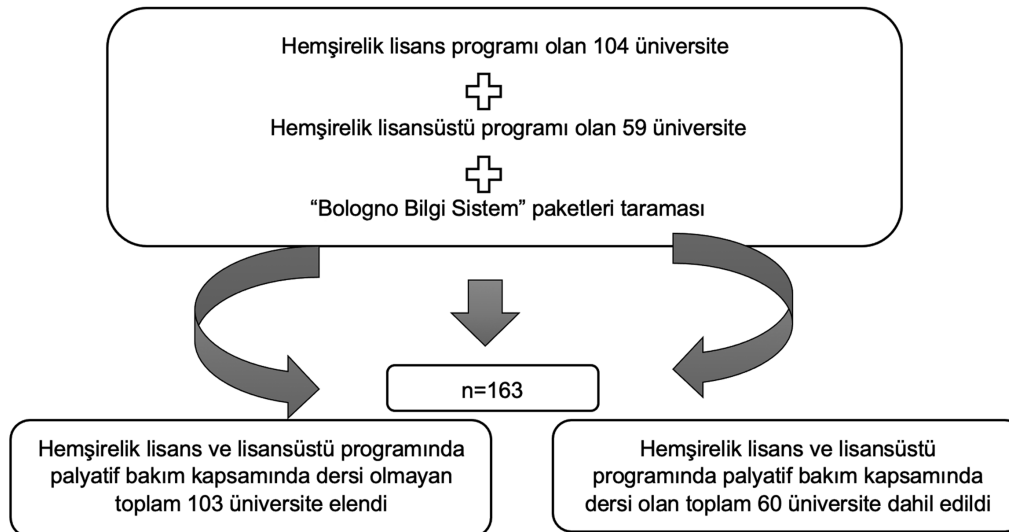 Hemşirelik lisans programı olan 104 üniversite
Hemşirelik lisansüstü programı olan 59 üniversite
“Bologno Bilgi Sistem” paketleri taraması
n=163
Hemşirelik lisans ve lisansüstü programında
palyatif bakım kapsamında dersi olmayan
toplam 103 üniversite elendi
Hemşirelik lisans ve lisansüstü
programında palyatif bakım kapsamında
dersi olan toplam 60 üniversite dahil edildi